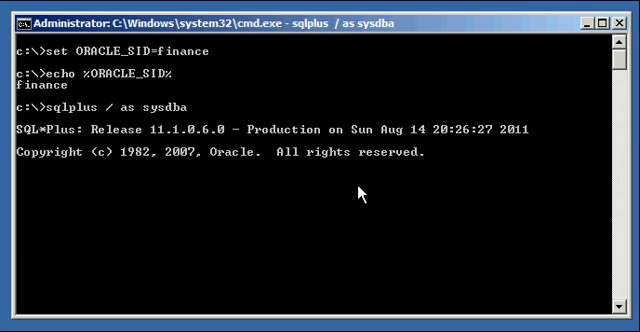 Administrator: C:\Windows\system32\cmd.exe - sqlplus / as sysdba
c:\>set ORACLE_SID=finance
c:\>echo %ORACLE_SID%
finance
c:\>sqlplus / as sysdba
SQL*Plus: Release 11.1.0.6.0 - Production on Sun Aug 14 20:26:27 2011
Copyright (c) 1982, 2007, Oracle.  All rights reserved.